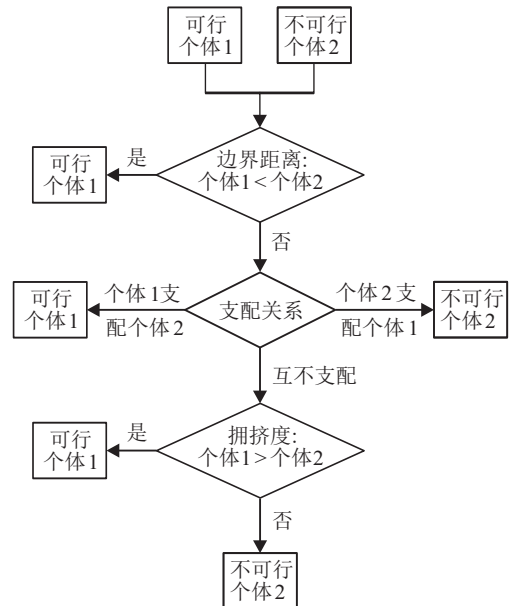 可行
个体1
不可行
个体2
边界距离:
个体1<个体2
是
可行
个体1
否
支配关系
个体1支
配个体2
可行
个体1
个体2支
配个体1
不可行
个体2
互不支配
拥挤度:
个体1>个体2
是
可行
个体1
否
不可行
个体2